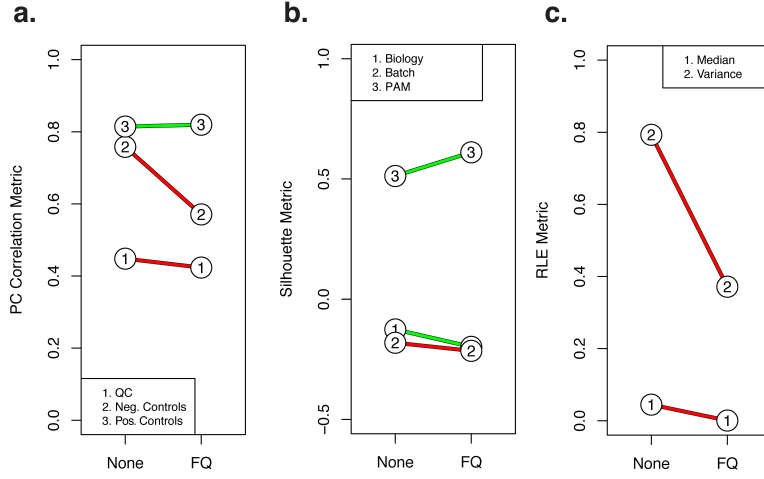 a.
PC Correlation Metric
1.0
0.8
0.6
0.4
0.2
0.0
3
3
2
2
1
1
1. QC
2. Neg. Controls
3. Pos. Controls
None FQ
b.
Silhouette Metric
1.0
0.5
0.0
−0.5
1. Biology
2. Batch
3. PAM
3
3
1
2
2
None FQ
c.
RLE Metric
1.0
0.8
0.6
0.4
0.2
0.0
1. Median
2. Variance
2
2
1
1
None FQ